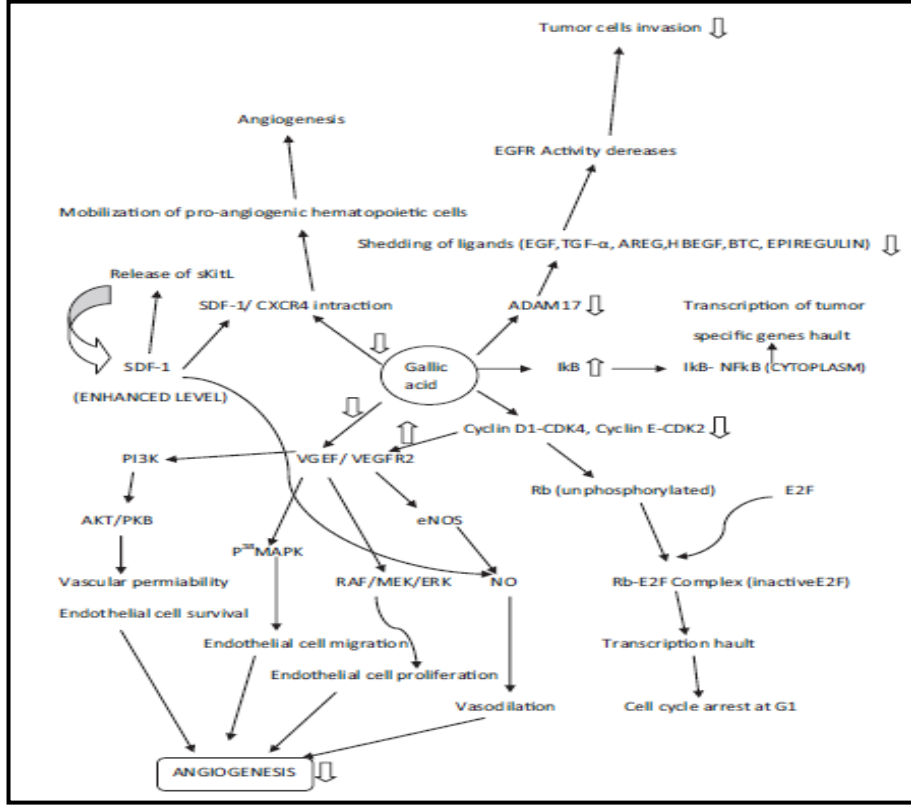 Tumor cells invasion
Angiogenesis
EGFR Activity dereases
Mobilization of pro-angiogenic hematopoietic cells
Shedding of ligands (EGF,TGF-α, AREG,HBEGF,BTC, EPIREGULIN)
Release of sKitL
SDF-1/ CXCR4 intraction
ADAM17
Transcription of tumor
specific genes hault
SDF-1
(ENHANCED LEVEL)
Gallic
acid
IkB
IkB- NFkB (CYTOPLASM)
Cyclin D1-CDK4, Cyclin E-CDK2
PI3K
VGEF/ VEGFR2
Rb (unphosphorylated)
E2F
AKT/PKB
eNOS
P³⁸MAPK
Vascular permiability
RAF/MEK/ERK
NO
Rb-E2F Complex (inactiveE2F)
Endothelial cell survival
Endothelial cell migration
Transcription hault
Endothelial cell proliferation
Vasodilation
Cell cycle arrest at G1
ANGIOGENESIS